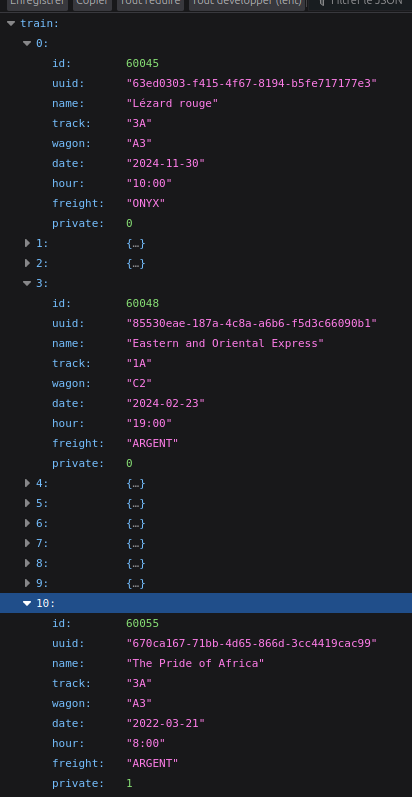 Enregistrer Copier Tout réduire Tout développer (lent) Filtrer le JSON
train:
0:
id: 60045
uuid: "63ed0303-f415-4f67-8194-b5fe717177e3"
name: "Lézard rouge"
track: "3A"
wagon: "A3"
date: "2024-11-30"
hour: "10:00"
freight: "ONYX"
private: 0
1: {…}
2: {…}
3:
id: 60048
uuid: "85530eae-187a-4c8a-a6b6-f5d3c66090b1"
name: "Eastern and Oriental Express"
track: "1A"
wagon: "C2"
date: "2024-02-23"
hour: "19:00"
freight: "ARGENT"
private: 0
4: {…}
5: {…}
6: {…}
7: {…}
8: {…}
9: {…}
10:
id: 60055
uuid: "670ca167-71bb-4d65-866d-3cc4419cac99"
name: "The Pride of Africa"
track: "3A"
wagon: "A3"
date: "2022-03-21"
hour: "8:00"
freight: "ARGENT"
private: 1